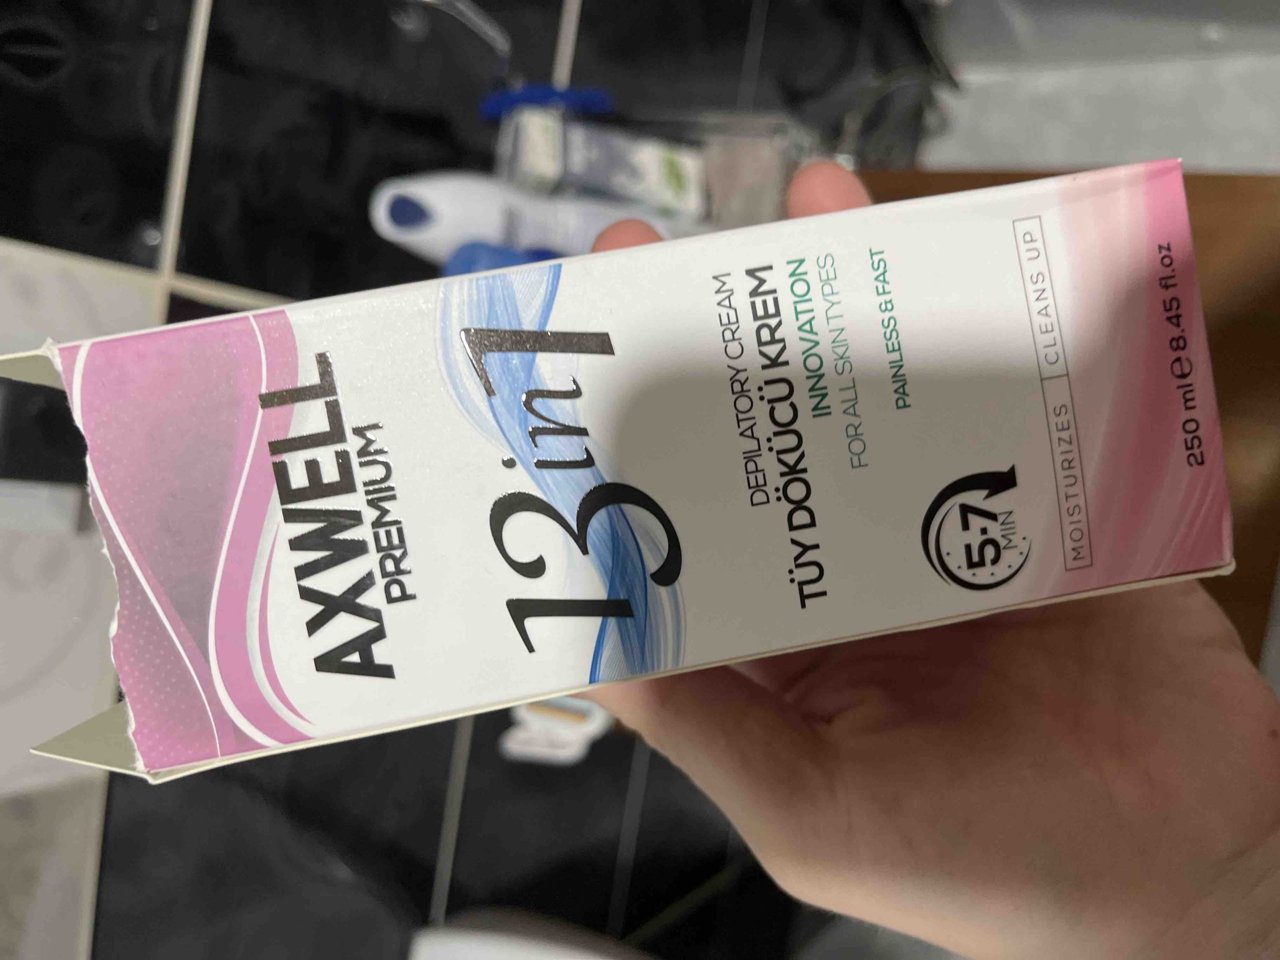 AXWELL
PREMIUM
13 in 1
DEPILATORY CREAM
TÜY DÖKÜCÜ KREM
INNOVATION
FOR ALL SKIN TYPES
PAINLESS & FAST
5-7
MIN
MOISTURIZES CLEANS UP
250 ml e 8.45 fl.oz